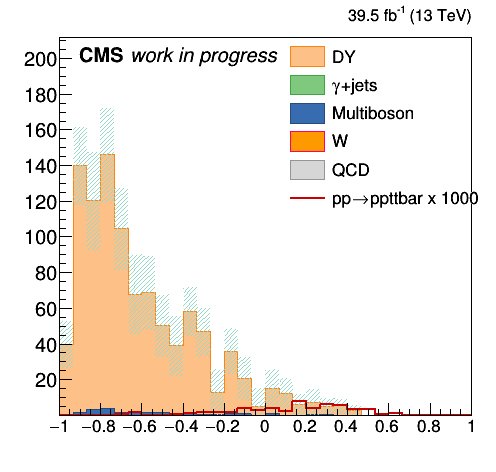 39.5 fb⁻¹ (13 TeV)
CMS work in progress
DY
γ+jets
Multiboson
W
QCD
pp→ppttbar x 1000
200
180
160
140
120
100
80
60
40
20
−1 −0.8 −0.6 −0.4 −0.2 0 0.2 0.4 0.6 0.8 1